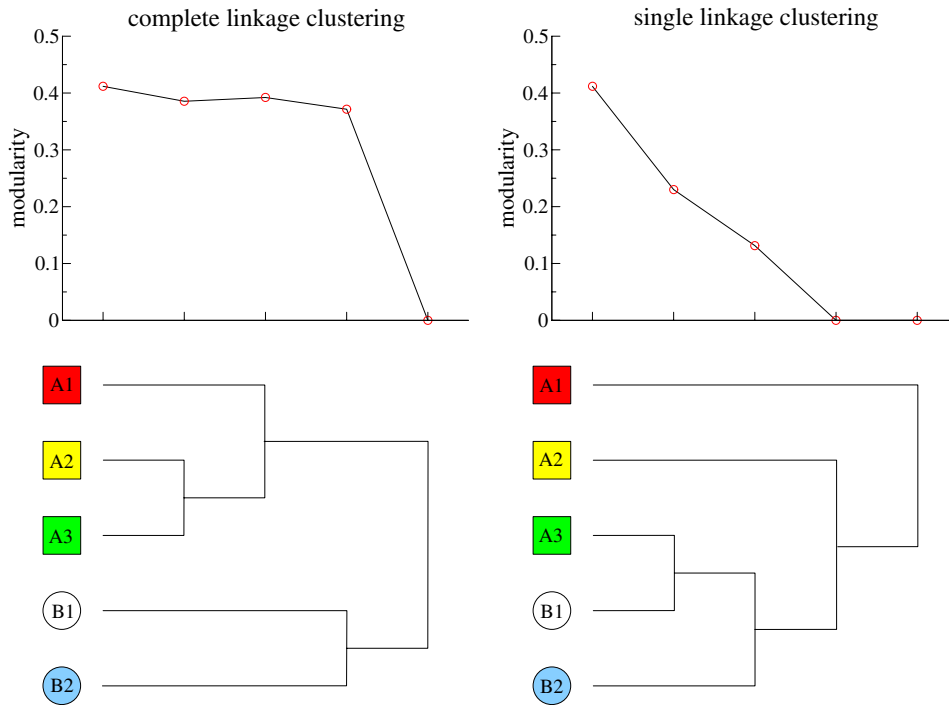 complete linkage clustering
0.5
0.4
0.3
0.2
0.1
0
modularity
A1
A2
A3
B1
B2
single linkage clustering
0.5
0.4
0.3
0.2
0.1
0
modularity
A1
A2
A3
B1
B2